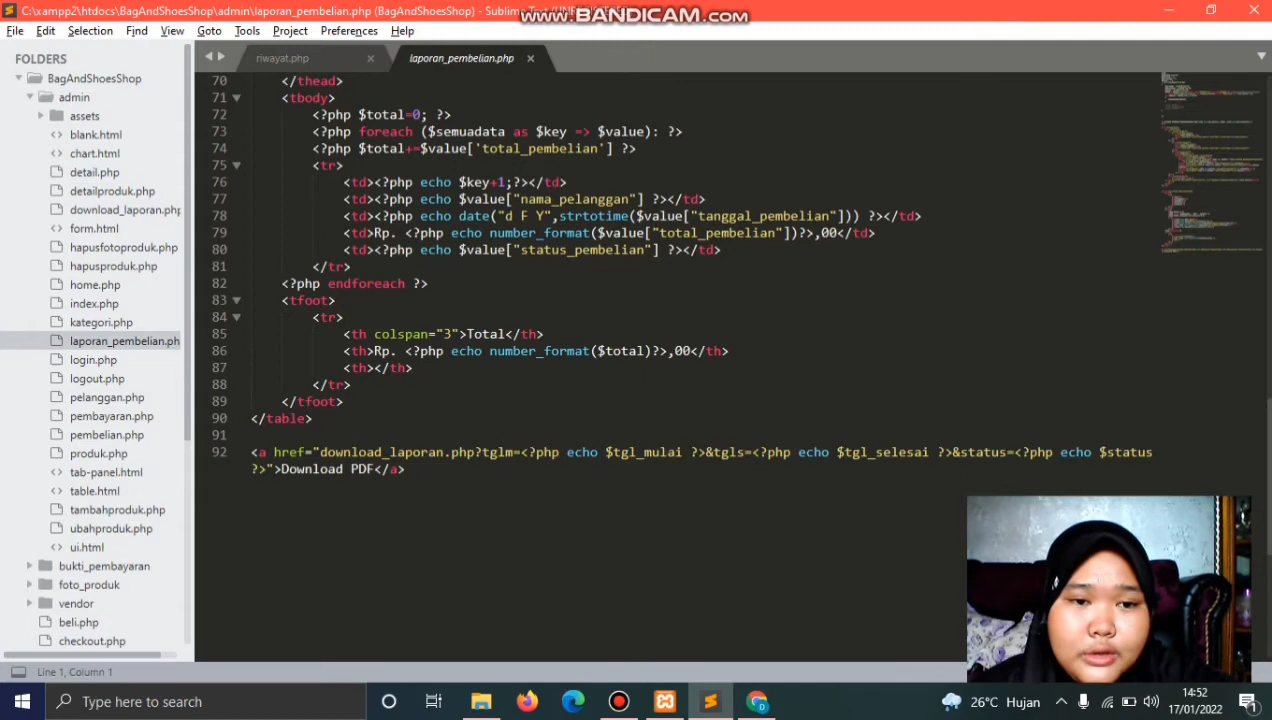 C:\xampp2\htdocs\BagAndShoesShop\admin\laporan_pembelian.php (BagAndShoesShop) - Sublime Text
www.BANDICAM.com
File Edit Selection Find View Goto Tools Project Preferences Help
FOLDERS
BagAndShoesShop
admin
assets
blank.html
chart.html
detail.php
detailproduk.php
download_laporan.php
form.html
hapusfotoproduk.php
hapusproduk.php
home.php
index.php
kategori.php
laporan_pembelian.ph
login.php
logout.php
pelanggan.php
pembayaran.php
pembelian.php
produk.php
tab-panel.html
table.html
tambahproduk.php
ubahproduk.php
ui.html
bukti_pembayaran
foto_produk
vendor
beli.php
checkout.php
riwayat.php
laporan_pembelian.php
70 </thead>
71 <tbody>
72 <?php $total=0; ?>
73 <?php foreach ($semuadata as $key => $value): ?>
74 <?php $total+=$value['total_pembelian'] ?>
75 <tr>
76 <td><?php echo $key+1;?></td>
77 <td><?php echo $value["nama_pelanggan"] ?></td>
78 <td><?php echo date("d F Y",strtotime($value["tanggal_pembelian"])) ?></td>
79 <td>Rp. <?php echo number_format($value["total_pembelian"])?>,00</td>
80 <td><?php echo $value["status_pembelian"] ?></td>
81 </tr>
82 <?php endforeach ?>
83 <tfoot>
84 <tr>
85 <th colspan="3">Total</th>
86 <th>Rp. <?php echo number_format($total)?>,00</th>
87 <th></th>
88 </tr>
89 </tfoot>
90 </table>
91
92 <a href="download_laporan.php?tglm=<?php echo $tgl_mulai ?>&tgls=<?php echo $tgl_selesai ?>&status=<?php echo $status
?>">Download PDF</a>
Line 1, Column 1
Type here to search
26°C Hujan
14:52
17/01/2022